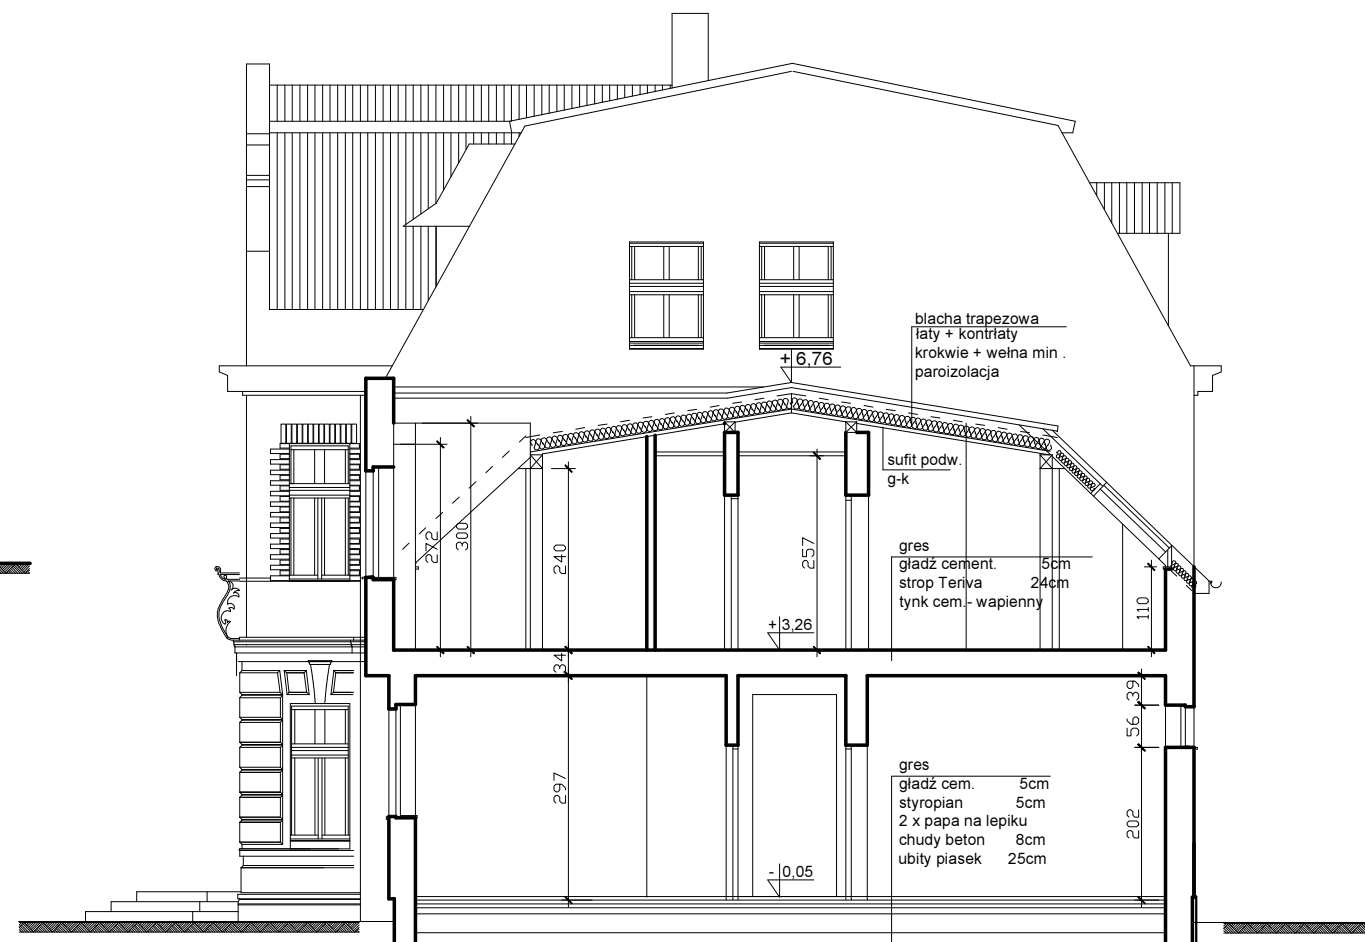 blacha trapezowa
łaty + kontrłaty
krokwie + wełna min .
paroizolacja
+ 6,76
sufit podw.
g-k
272
300
240
257
gres
gładź cement. 5cm
strop Teriva 24cm
tynk cem.- wapienny
110
+ 3,26
34
39
56
gres
gładź cem. 5cm
styropian 5cm
2 x papa na lepiku
chudy beton 8cm
ubity piasek 25cm
297
202
- 0,05